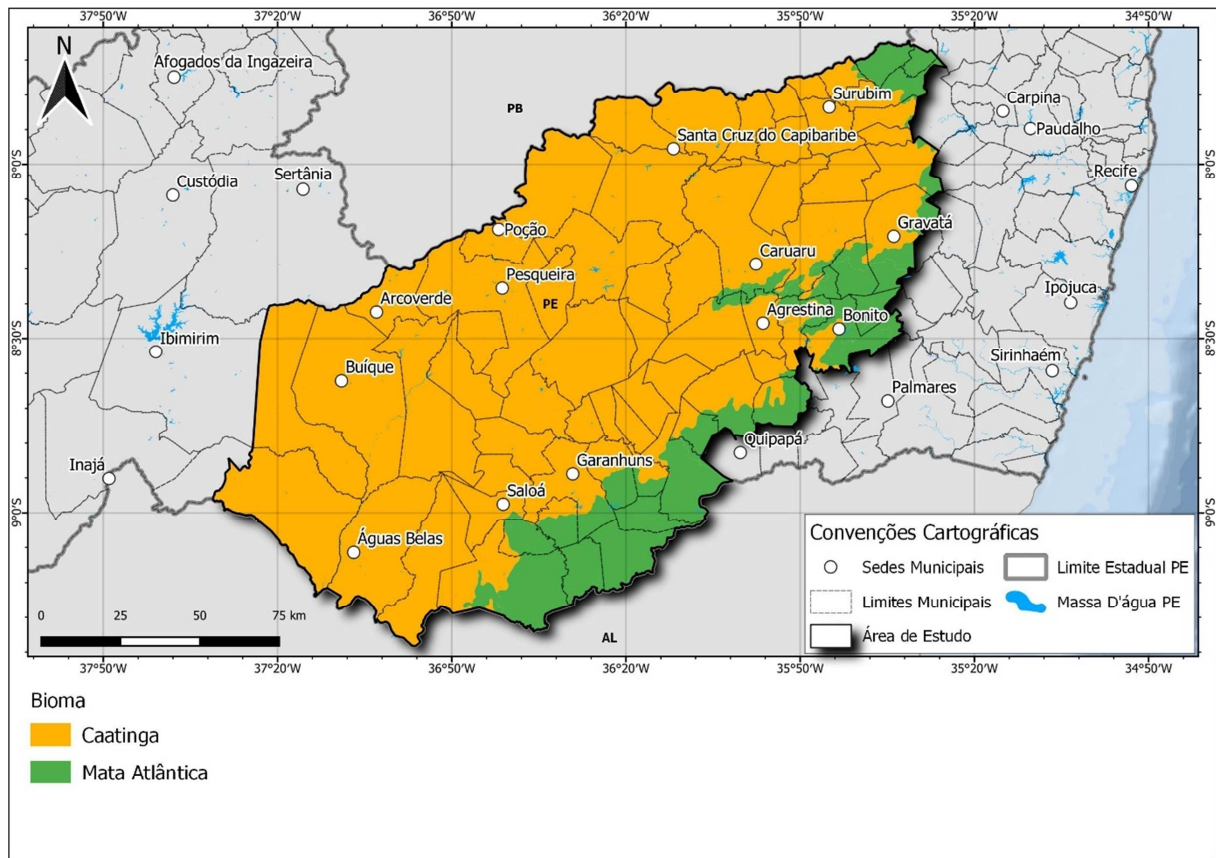 37°50'W 37°20'W 36°50'W 36°20'W 35°50'W 35°20'W 34°50'W
N
Afogados da Ingazeira
PB
Surubim
Carpina
Paudalho
Santa Cruz do Capibaribe
8°0'S 8°0'S
Custódia
Sertânia
Recife
Poção
Gravatá
Caruaru
Pesqueira
Arcoverde
PE
Ipojuca
Agrestina
Bonito
Ibimirim
8°30'S 8°30'S
Sirinhaém
Buíque
Palmares
Quipapá
Inajá
Garanhuns
Saloá
9°0'S 9°0'S
Águas Belas
AL
0 25 50 75 km
Convenções Cartográficas
Sedes Municipais
Limite Estadual PE
Limites Municipais
Massa D'água PE
Área de Estudo
37°50'W 37°20'W 36°50'W 36°20'W 35°50'W 35°20'W 34°50'W
Bioma
Caatinga
Mata Atlântica